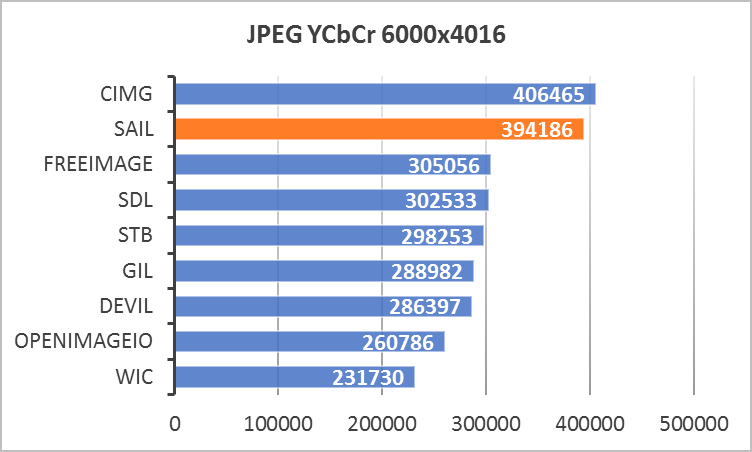 JPEG YCbCr 6000x4016
CIMG 406465
SAIL 394186
FREEIMAGE 305056
SDL 302533
STB 298253
GIL 288982
DEVIL 286397
OPENIMAGEIO 260786
WIC 231730
0 100000 200000 300000 400000 500000